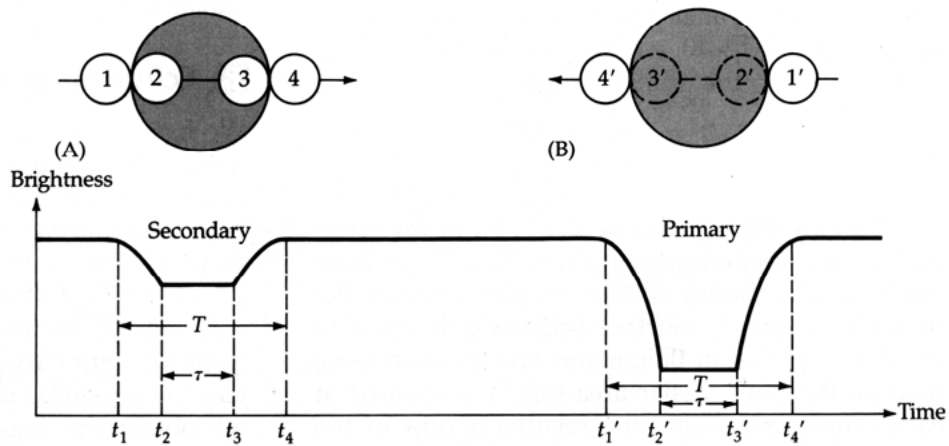 1 2 3 4
4′ 3′ 2′ 1′
(A) (B)
Brightness
Secondary Primary
T
T
τ
τ
Time
t₁ t₂ t₃ t₄ t₁′ t₂′ t₃′ t₄′